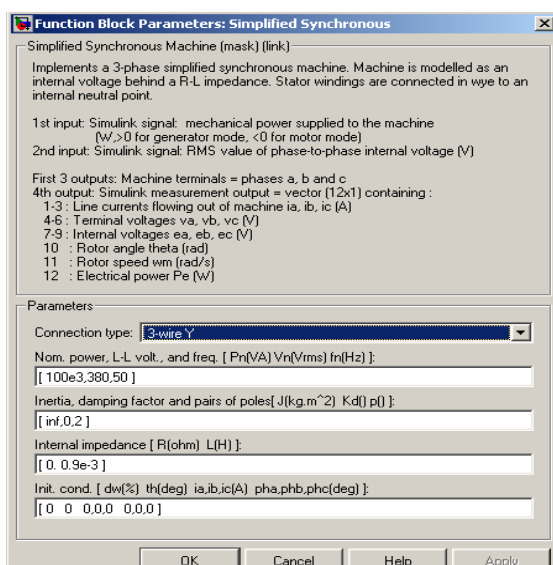 Function Block Parameters: Simplified Synchronous
Simplified Synchronous Machine (mask) (link)
Implements a 3-phase simplified synchronous machine. Machine is modelled as an
internal voltage behind a R-L impedance. Stator windings are connected in wye to an
internal neutral point.
1st input: Simulink signal: mechanical power supplied to the machine
(W,>0 for generator mode, <0 for motor mode)
2nd input: Simulink signal: RMS value of phase-to-phase internal voltage (V)
First 3 outputs: Machine terminals = phases a, b and c
4th output: Simulink measurement output = vector (12x1) containing :
1-3 : Line currents flowing out of machine ia, ib, ic (A)
4-6 : Terminal voltages va, vb, vc (V)
7-9 : Internal voltages ea, eb, ec (V)
10 : Rotor angle theta (rad)
11 : Rotor speed wm (rad/s)
12 : Electrical power Pe (W)
Parameters
Connection type: 3-wire Y
Nom. power, L-L volt., and freq. [ Pn(VA) Vn(Vrms) fn(Hz) ]:
[ 100e3,380,50 ]
Inertia, damping factor and pairs of poles[ J(kg.m^2) Kd() p() ]:
[ inf,0,2 ]
Internal impedance [ R(ohm) L(H) ]:
[ 0. 0.9e-3 ]
Init. cond. [ dw(%) th(deg) ia,ib,ic(A) pha,phb,phc(deg) ]:
[ 0 0 0,0,0 0,0,0 ]
OK Cancel Help Apply